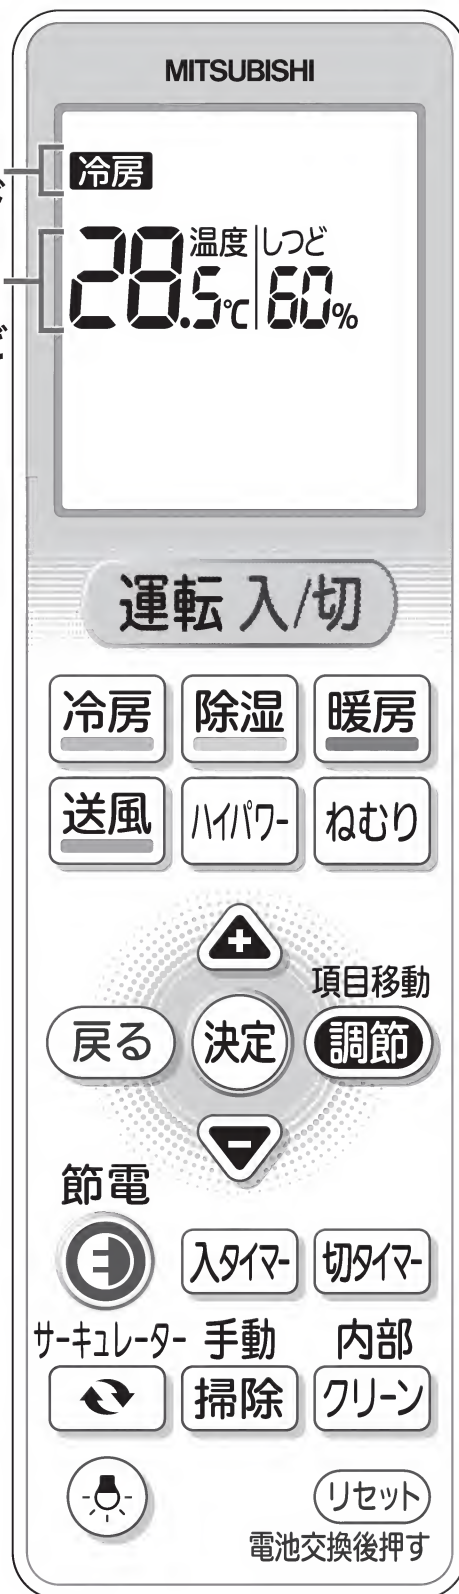 MITSUBISHI
冷房
28.5℃ 温度 しつど 60%
ど
運転 入/切
冷房 除湿 暖房
送風 ハイパワー ねむり
項目移動
戻る 決定 調節
節電
入タイマー 切タイマー
サーキュレーター 手動 内部
掃除 クリーン
リセット
電池交換後押す